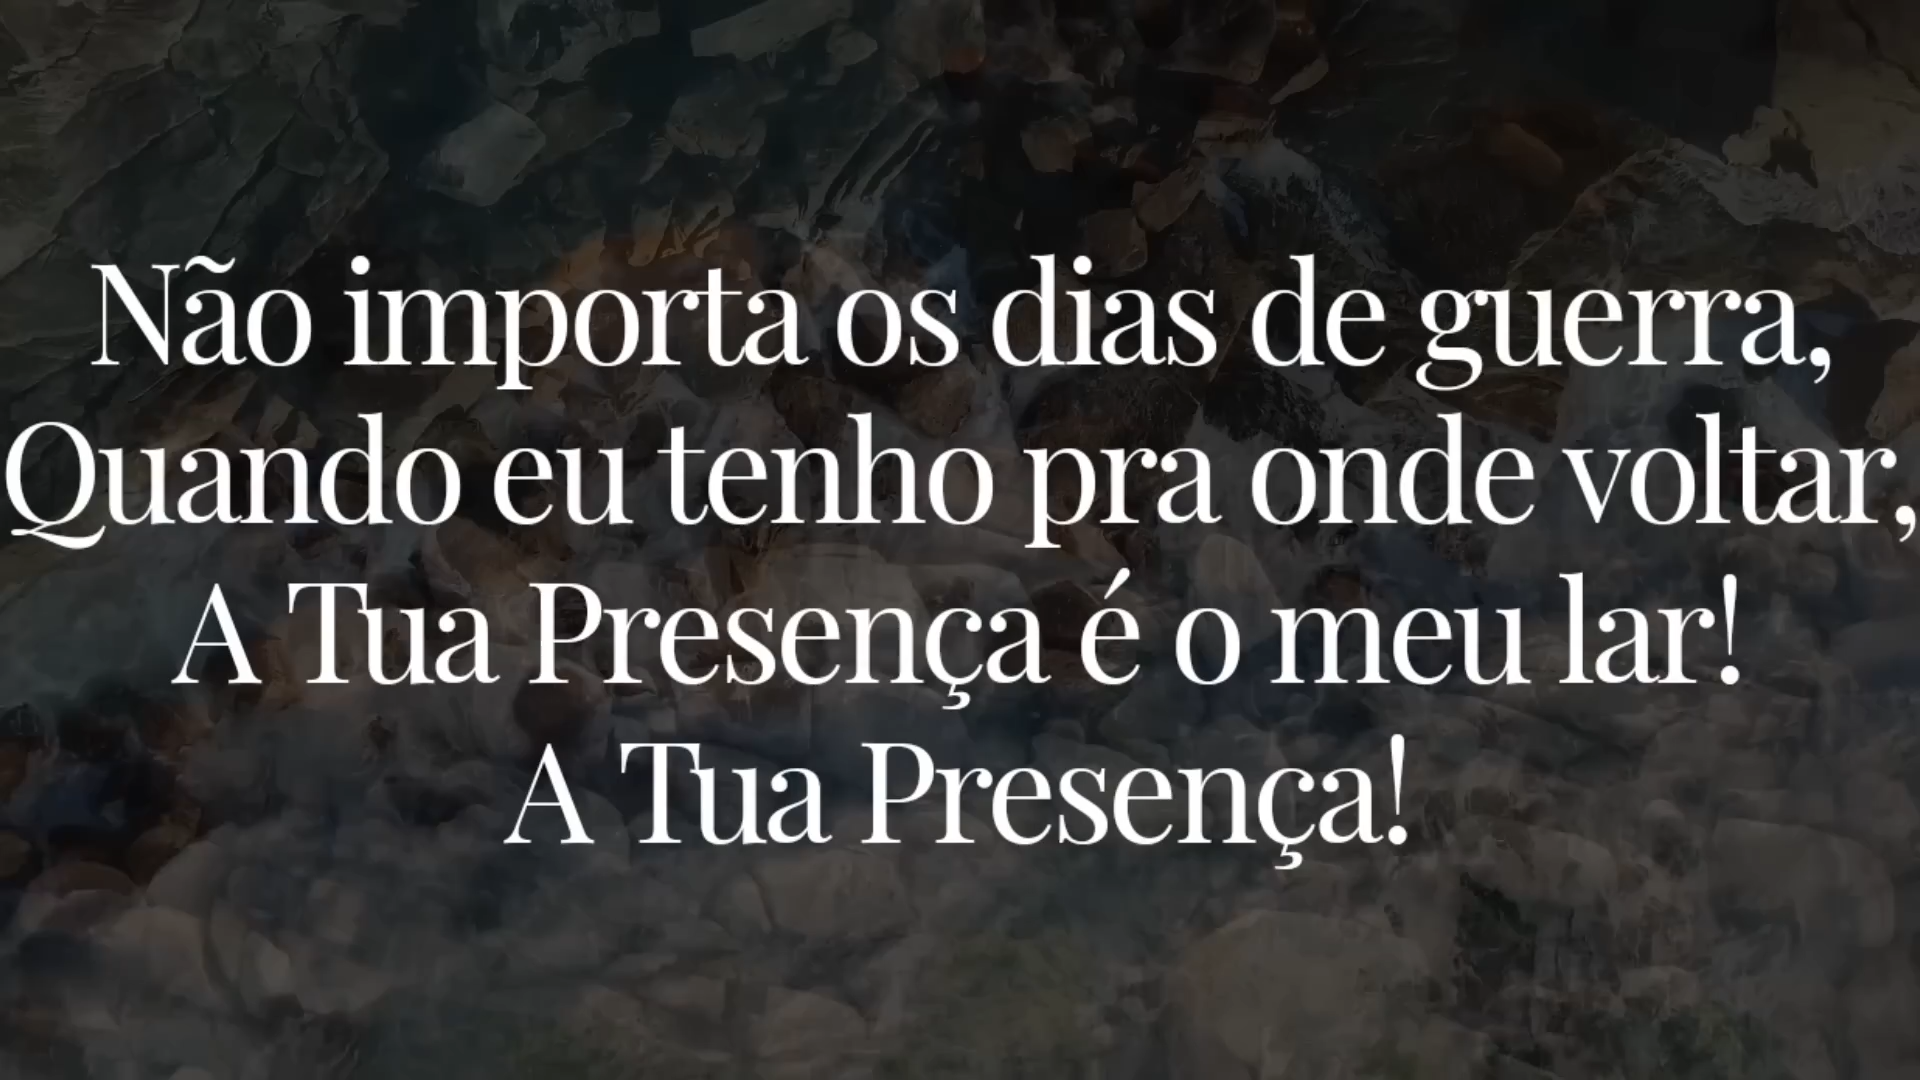 Não importa os dias de guerra,
Quando eu tenho pra onde voltar,
A Tua Presença é o meu lar!
A Tua Presença!